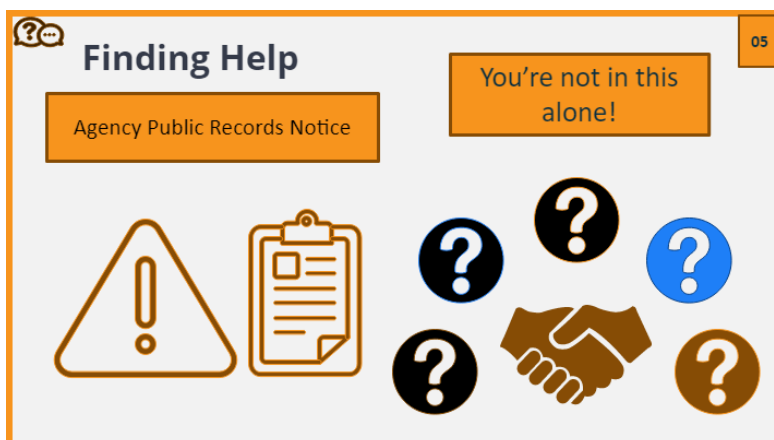 Finding Help
05
Agency Public Records Notice
You're not in this
alone!